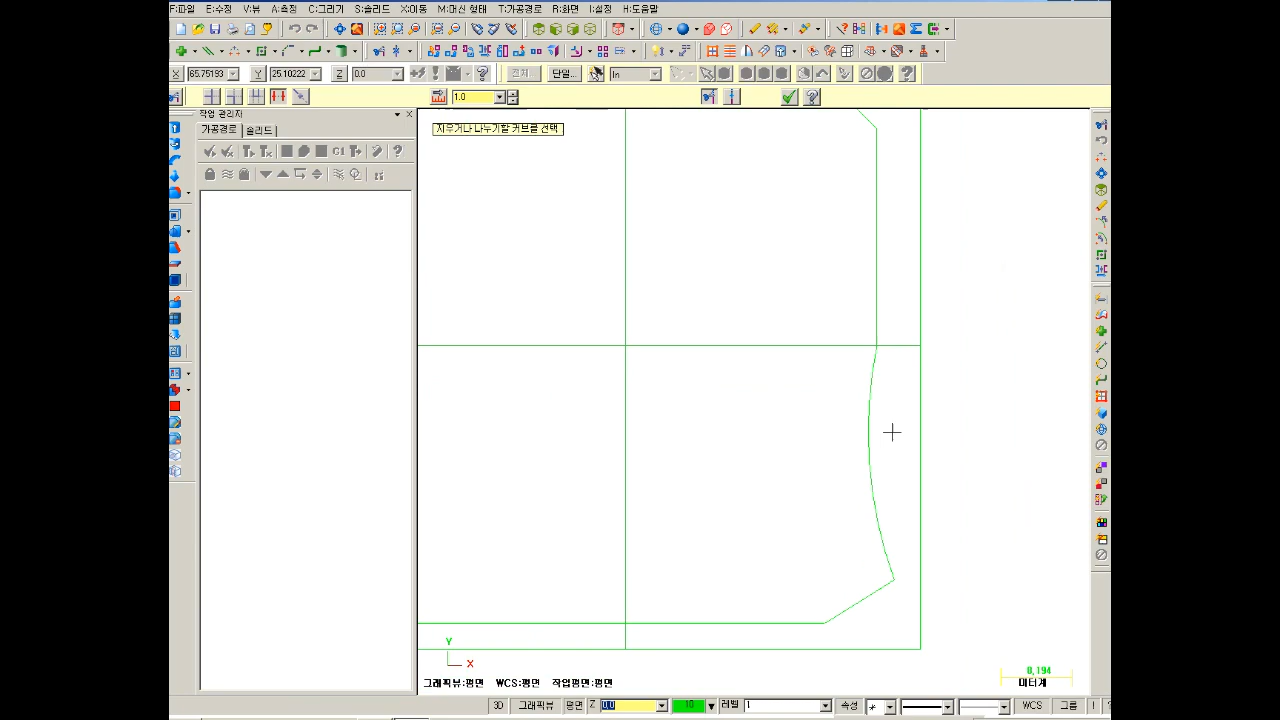 F:파일 E:수정 V:뷰 A:측정 C:그리기 S:솔리드 X:이동 M:머신 형태 T:가공경로 R:화면 I:설정 H:도움말
X 65.75193 Y 25.10222 Z 0.0 전체... 단일... In
1.0
작업 관리자
가공경로 솔리드
지우거나 나누기할 커브를 선택
G1
Y
X
8,194
미터계
그래픽뷰:평면 WCS:평면 작업평면:평면
3D 그래픽뷰 평면 Z 0,0 10 레벨 1 속성 WCS 그룹